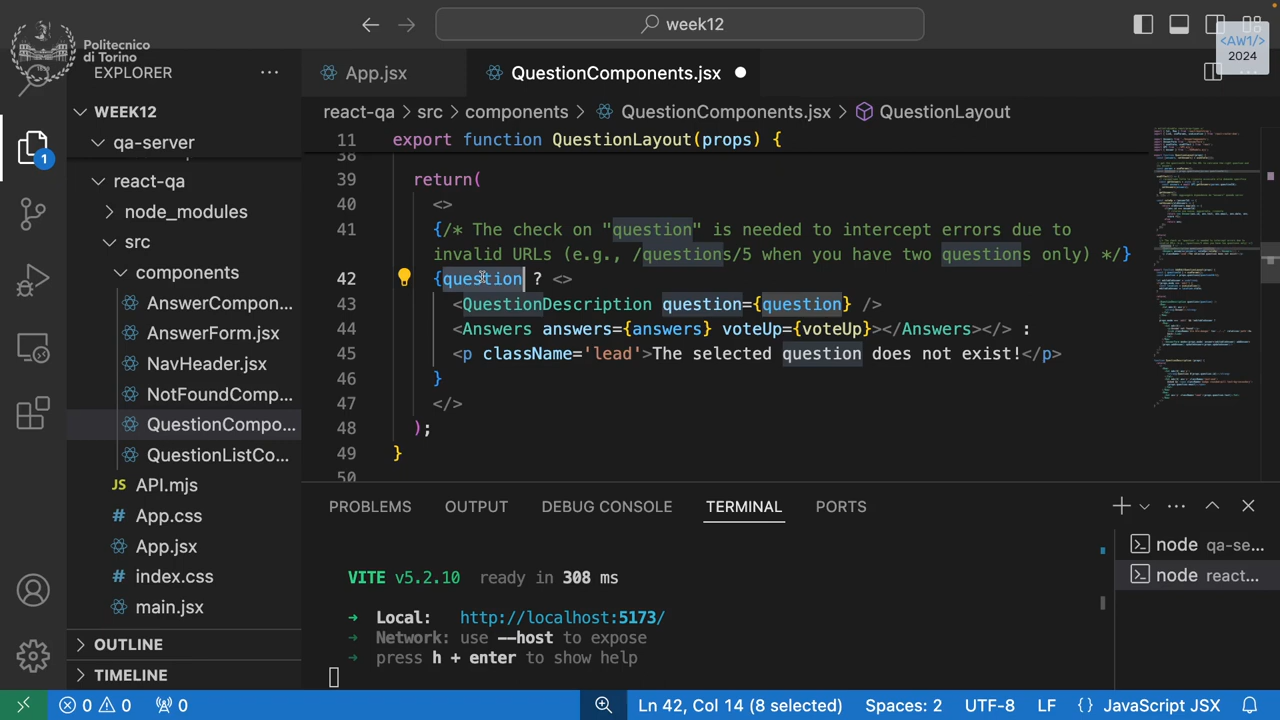 week12
Politecnico
di Torino
<AW1/>
2024
EXPLORER
App.jsx
QuestionComponents.jsx
WEEK12
react-qa > src > components > QuestionComponents.jsx > QuestionLayout
qa-server
11 export function QuestionLayout(props) {
38
react-qa
39 return
node_modules
40 <>
src
41 {/* The check on "question" is needed to intercept errors due to
invalid URLs (e.g., /questions/5 when you have two questions only) */}
components
42 {question ? <>
AnswerCompon...
43 <QuestionDescription question={question} />
AnswerForm.jsx
44 <Answers answers={answers} voteUp={voteUp}></Answers></> :
NavHeader.jsx
45 <p className='lead'>The selected question does not exist!</p>
NotFoundComp...
46 }
47 </>
QuestionCompo...
48 );
QuestionListCo...
49 }
50
API.mjs
App.css
App.jsx
index.css
main.jsx
OUTLINE
TIMELINE
1
PROBLEMS OUTPUT DEBUG CONSOLE TERMINAL PORTS
VITE v5.2.10 ready in 308 ms
➜ Local: http://localhost:5173/
➜ Network: use --host to expose
➜ press h + enter to show help
node qa-se...
node react...
0 0 0
Ln 42, Col 14 (8 selected) Spaces: 2 UTF-8 LF {} JavaScript JSX